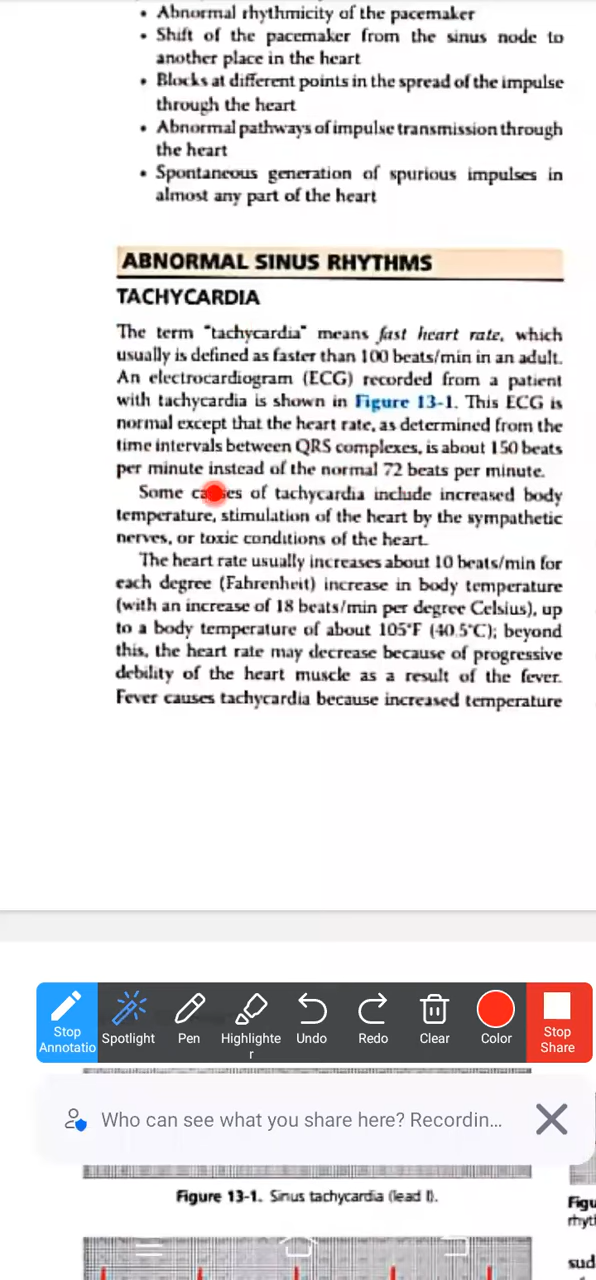 • Abnormal rhythmicity of the pacemaker
• Shift of the pacemaker from the sinus node to
another place in the heart
• Blocks at different points in the spread of the impulse
through the heart
• Abnormal pathways of impulse transmission through
the heart
• Spontaneous generation of spurious impulses in
almost any part of the heart
ABNORMAL SINUS RHYTHMS
TACHYCARDIA
The term "tachycardia" means fast heart rate, which
usually is defined as faster than 100 beats/min in an adult.
An electrocardiogram (ECG) recorded from a patient
with tachycardia is shown in Figure 13-1. This ECG is
normal except that the heart rate, as determined from the
time intervals between QRS complexes, is about 150 beats
per minute instead of the normal 72 beats per minute.
Some causes of tachycardia include increased body
temperature, stimulation of the heart by the sympathetic
nerves, or toxic conditions of the heart.
The heart rate usually increases about 10 beats/min for
each degree (Fahrenheit) increase in body temperature
(with an increase of 18 beats/min per degree Celsius), up
to a body temperature of about 105°F (40.5°C); beyond
this, the heart rate may decrease because of progressive
debility of the heart muscle as a result of the fever.
Fever causes tachycardia because increased temperature
Stop
Annotatio
Spotlight
Pen
Highlighte
r
Undo
Redo
Clear
Color
Stop
Share
Who can see what you share here? Recordin...
Figure 13-1. Sinus tachycardia (lead I).
Figu
rhyt
sud